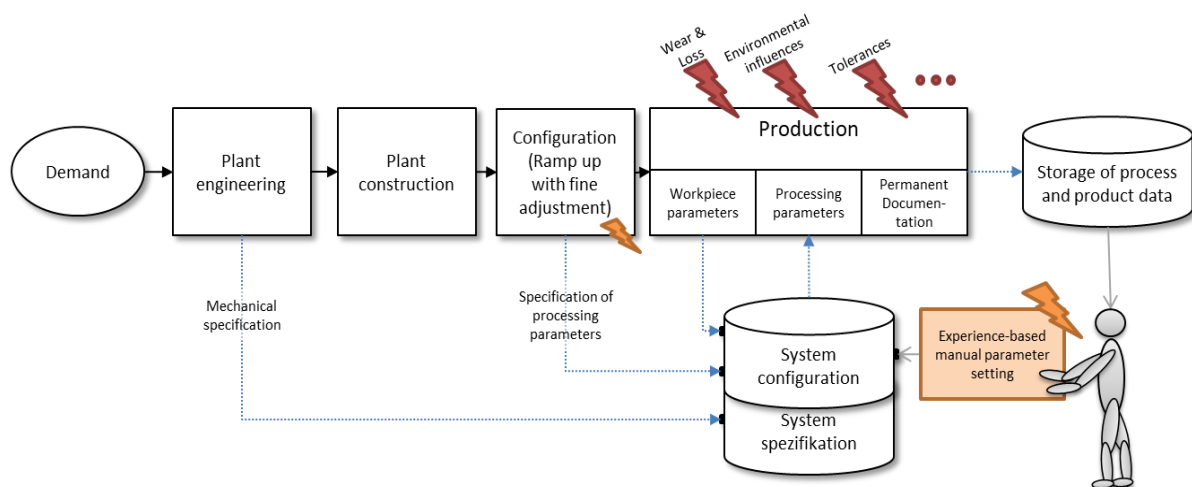 Wear &
Loss
Environmental
influences
Tolerances
Demand
Plant
engineering
Plant
construction
Configuration
(Ramp up
with fine
adjustment)
Production
Workpiece
parameters
Processing
parameters
Permanent
Documen-
tation
Storage of process
and product data
Mechanical
specification
Specification of
processing
parameters
System
configuration
Experience-based
manual parameter
setting
System
spezifikation